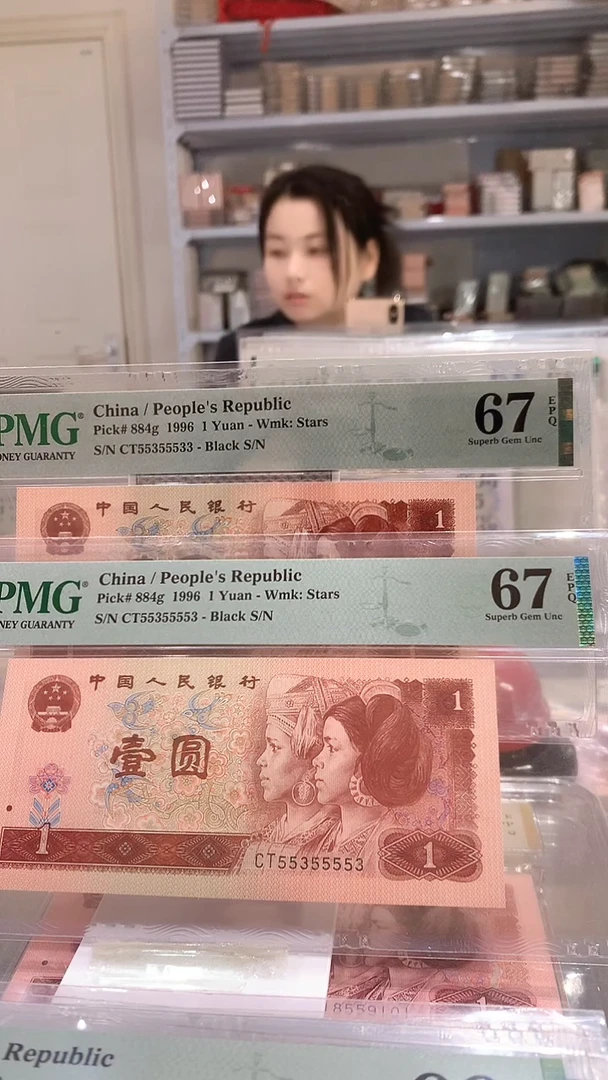 PMG®
MONEY GUARANTY
China / People's Republic
Pick# 884g 1996 1 Yuan - Wmk: Stars
S/N CT55355533 - Black S/N
67
EPQ
Superb Gem Unc
中国人民银行
1
PMG®
MONEY GUARANTY
China / People's Republic
Pick# 884g 1996 1 Yuan - Wmk: Stars
S/N CT55355553 - Black S/N
67
EPQ
Superb Gem Unc
中国人民银行
1
壹圆
1
CT55355553
1
1
Republic